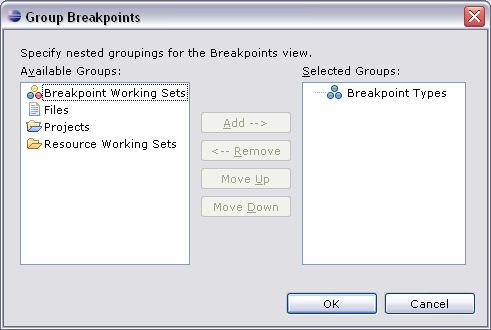 Group Breakpoints
Specify nested groupings for the Breakpoints view.
Available Groups:
Selected Groups:
Breakpoint Working Sets
Files
Projects
Resource Working Sets
Breakpoint Types
Add -->
<-- Remove
Move Up
Move Down
OK
Cancel